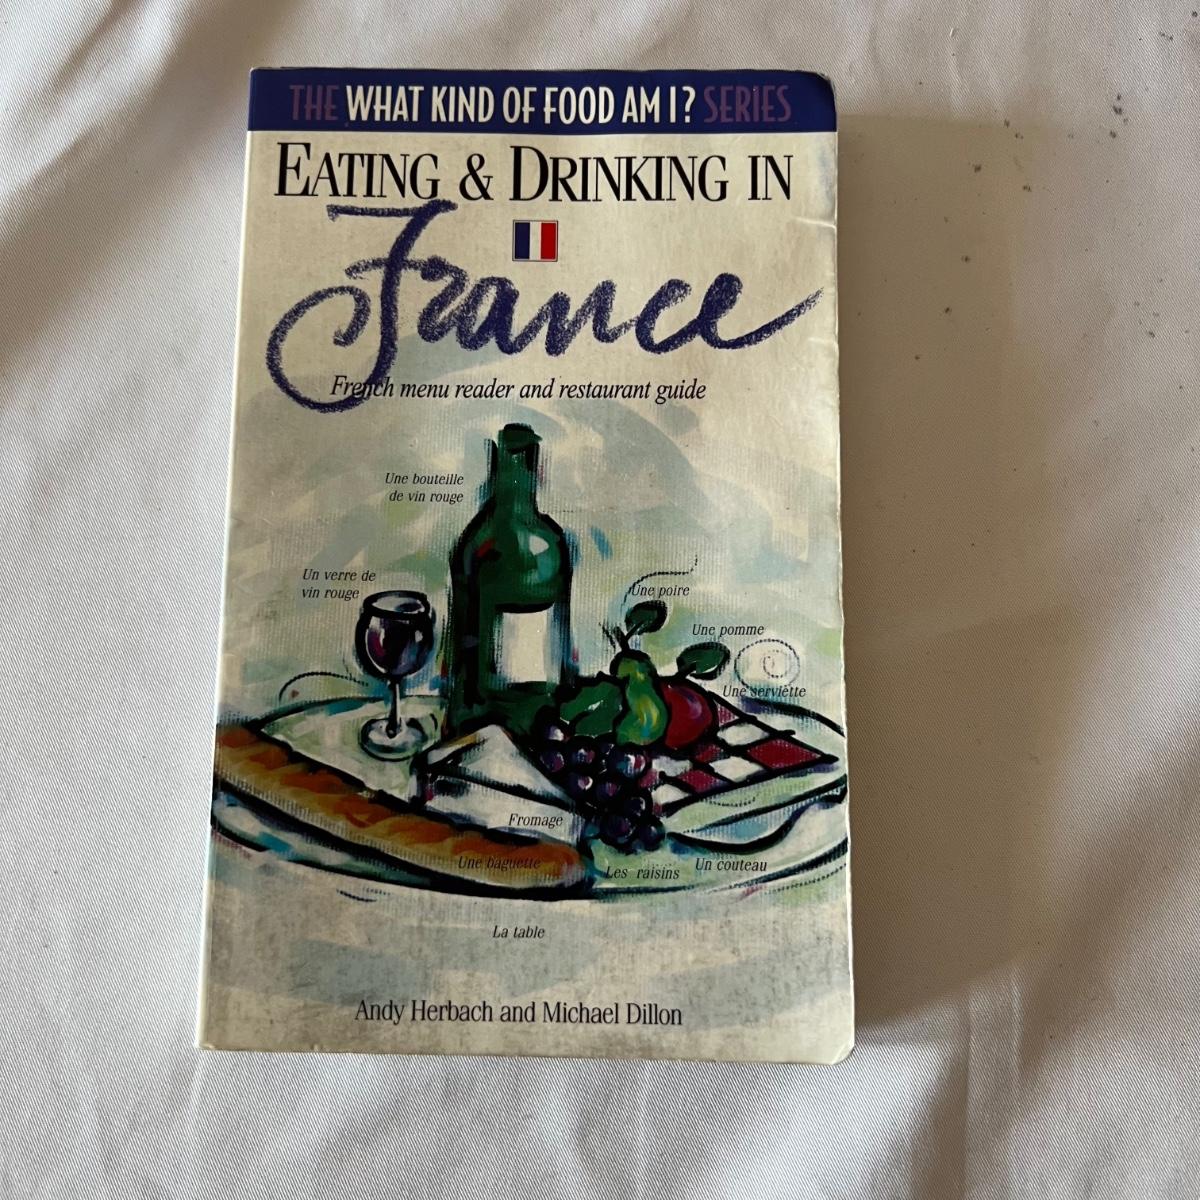 THE WHAT KIND OF FOOD AM I? SERIES
EATING & DRINKING IN
France
French menu reader and restaurant guide
Une bouteille
de vin rouge
Un verre de
vin rouge
Une poire
Une pomme
Une serviette
Fromage
Une baguette
Les raisins
Un couteau
La table
Andy Herbach and Michael Dillon